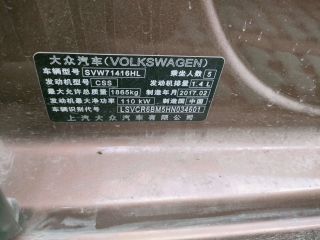 大众汽车(VOLKSWAGEN)
车辆型号 SVW71416HL 乘坐人数 5
发动机型号 CSS 发动机排量 1.4 L
最大允许总质量 1865kg 制造年月 2017.02
发动机最大净功率 110 kW 制造国 中国
车辆识别代号 LSVCR6BM5HN034601
上汽大众汽车有限公司